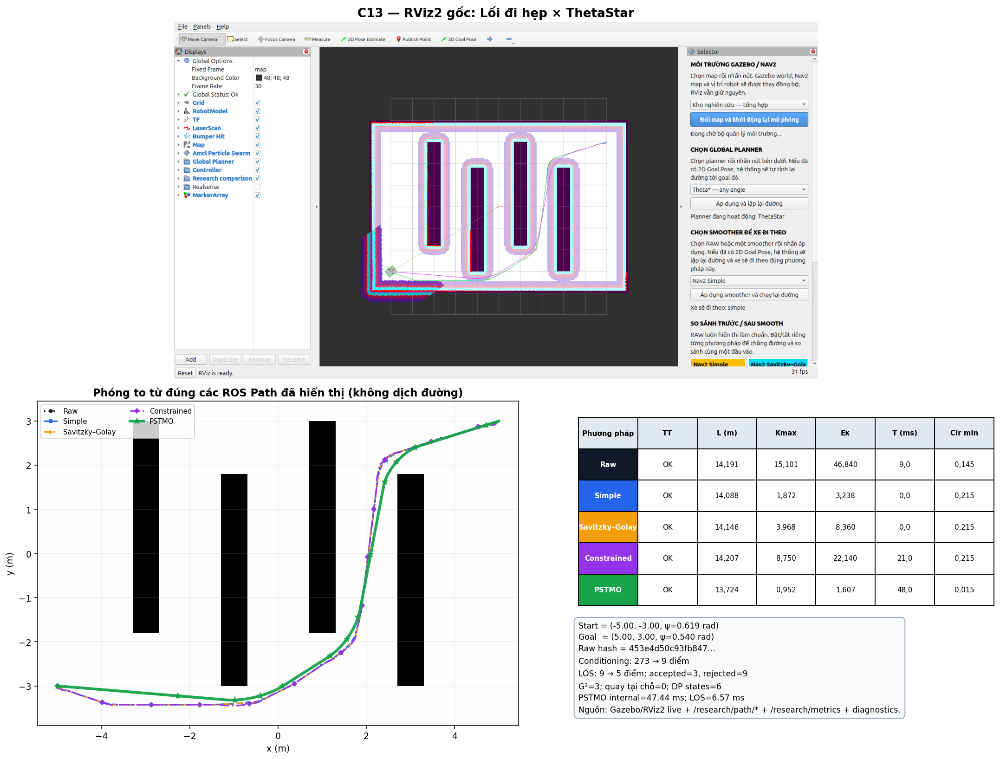 C13 — RViz2 gốc: Lối đi hẹp × ThetaStar
File Panels Help
Move Camera Select Focus Camera Measure 2D Pose Estimate Publish Point 2D Goal Pose
Displays
Global Options
Fixed Frame map
Background Color 48; 48; 48
Frame Rate 30
Global Status: Ok
Grid
RobotModel
TF
LaserScan
Bumper Hit
Map
Amcl Particle Swarm
Global Planner
Controller
Research comparison
Realsense
MarkerArray
Add Duplicate Remove Rename
Reset RViz is ready.
Selector
MÔI TRƯỜNG GAZEBO / NAV2
Chọn map rồi nhấn nút. Gazebo world, Nav2
map và vị trí robot sẽ được thay đồng bộ;
RViz vẫn giữ nguyên.
Kho nghiên cứu — tổng hợp
Đổi map và khởi động lại mô phỏng
Đang chờ bộ quản lý môi trường...
CHỌN GLOBAL PLANNER
Chọn planner rồi nhấn nút bên dưới. Nếu đã
có 2D Goal Pose, hệ thống sẽ tự tính lại
đường tới goal đó.
Theta* — any-angle
Áp dụng và lập lại đường
Planner đang hoạt động: ThetaStar
CHỌN SMOOTHER ĐỂ XE ĐI THEO
Chọn RAW hoặc một smoother rồi nhấn áp
dụng. Nếu đã có 2D Goal Pose, hệ thống sẽ
lập lại đường và xe sẽ đi theo đúng phương
pháp này.
Nav2 Simple
Áp dụng smoother và chạy lại đường
Xe sẽ đi theo: simple
SO SÁNH TRƯỚC / SAU SMOOTH
RAW luôn hiển thị làm chuẩn. Bật/tắt riêng
từng phương pháp để chồng đường và so
sánh cùng một đầu vào.
Nav2 Simple Nav2 Savitzky–Gola
31 fps
Phóng to từ đúng các ROS Path đã hiển thị (không dịch đường)
Raw
Simple
Savitzky–Golay
Constrained
PSTMO
3
2
1
0
−1
−2
−3
y (m)
−4 −2 0 2 4
x (m)
Phương pháp TT L (m) Kmax Eκ T (ms) Clr min
Raw OK 14,191 15,101 46,840 9,0 0,145
Simple OK 14,088 1,872 3,238 0,0 0,215
Savitzky–Golay OK 14,146 3,968 8,360 0,0 0,215
Constrained OK 14,207 8,750 22,140 21,0 0,215
PSTMO OK 13,724 0,952 1,607 48,0 0,015
Start = (-5.00, -3.00, ψ=0.619 rad)
Goal = (5.00, 3.00, ψ=0.540 rad)
Raw hash = 453e4d50c93fb847…
Conditioning: 273 → 9 điểm
LOS: 9 → 5 điểm; accepted=3, rejected=9
G²=3; quay tại chỗ=0; DP states=6
PSTMO internal=47.44 ms; LOS=6.57 ms
Nguồn: Gazebo/RViz2 live + /research/path/* + /research/metrics + diagnostics.